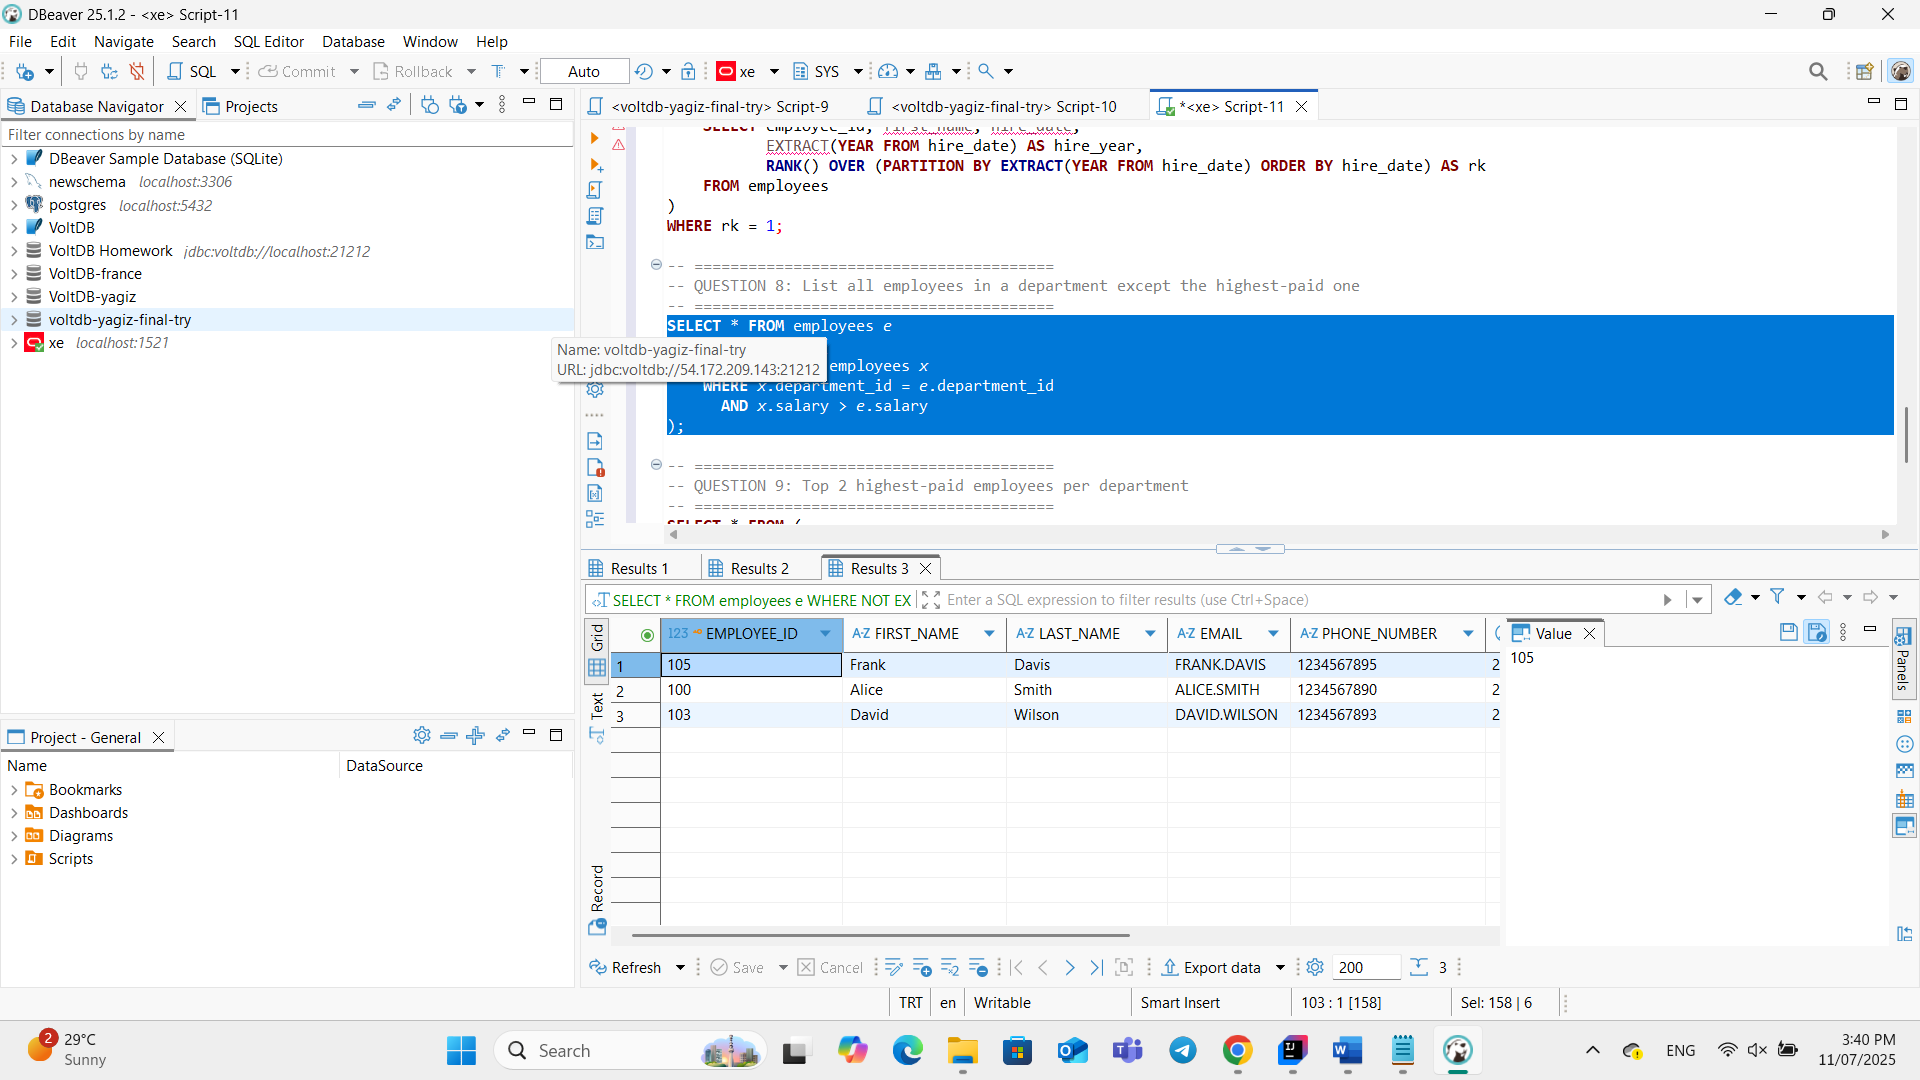 DBeaver 25.1.2 - <xe> Script-11
File Edit Navigate Search SQL Editor Database Window Help
SQL Commit Rollback Auto xe SYS
Database Navigator Projects
Filter connections by name
DBeaver Sample Database (SQLite)
newschema localhost:3306
postgres localhost:5432
VoltDB
VoltDB Homework jdbc:voltdb://localhost:21212
VoltDB-france
VoltDB-yagiz
voltdb-yagiz-final-try
xe localhost:1521
Name: voltdb-yagiz-final-try
URL: jdbc:voltdb://54.172.209.143:21212
<voltdb-yagiz-final-try> Script-9 <voltdb-yagiz-final-try> Script-10 *<xe> Script-11
SELECT employee_id, first_name, hire_date,
EXTRACT(YEAR FROM hire_date) AS hire_year,
RANK() OVER (PARTITION BY EXTRACT(YEAR FROM hire_date) ORDER BY hire_date) AS rk
FROM employees
)
WHERE rk = 1;
-- ========================================
-- QUESTION 8: List all employees in a department except the highest-paid one
-- ========================================
SELECT * FROM employees e
employees x
WHERE x.department_id = e.department_id
AND x.salary > e.salary
);
-- ========================================
-- QUESTION 9: Top 2 highest-paid employees per department
-- ========================================
SELECT * FROM (
Results 1 Results 2 Results 3
SELECT * FROM employees e WHERE NOT EX Enter a SQL expression to filter results (use Ctrl+Space)
Grid
Text
Record
123 EMPLOYEE_ID A-Z FIRST_NAME A-Z LAST_NAME A-Z EMAIL A-Z PHONE_NUMBER
1 105 Frank Davis FRANK.DAVIS 1234567895 2
2 100 Alice Smith ALICE.SMITH 1234567890 2
3 103 David Wilson DAVID.WILSON 1234567893 2
Value
105
Panels
Refresh Save Cancel Export data 200 3
Project - General
Name DataSource
Bookmarks
Dashboards
Diagrams
Scripts
TRT en Writable Smart Insert 103 : 1 [158] Sel: 158 | 6
2
29°C
Sunny
Search
ENG
3:40 PM
11/07/2025